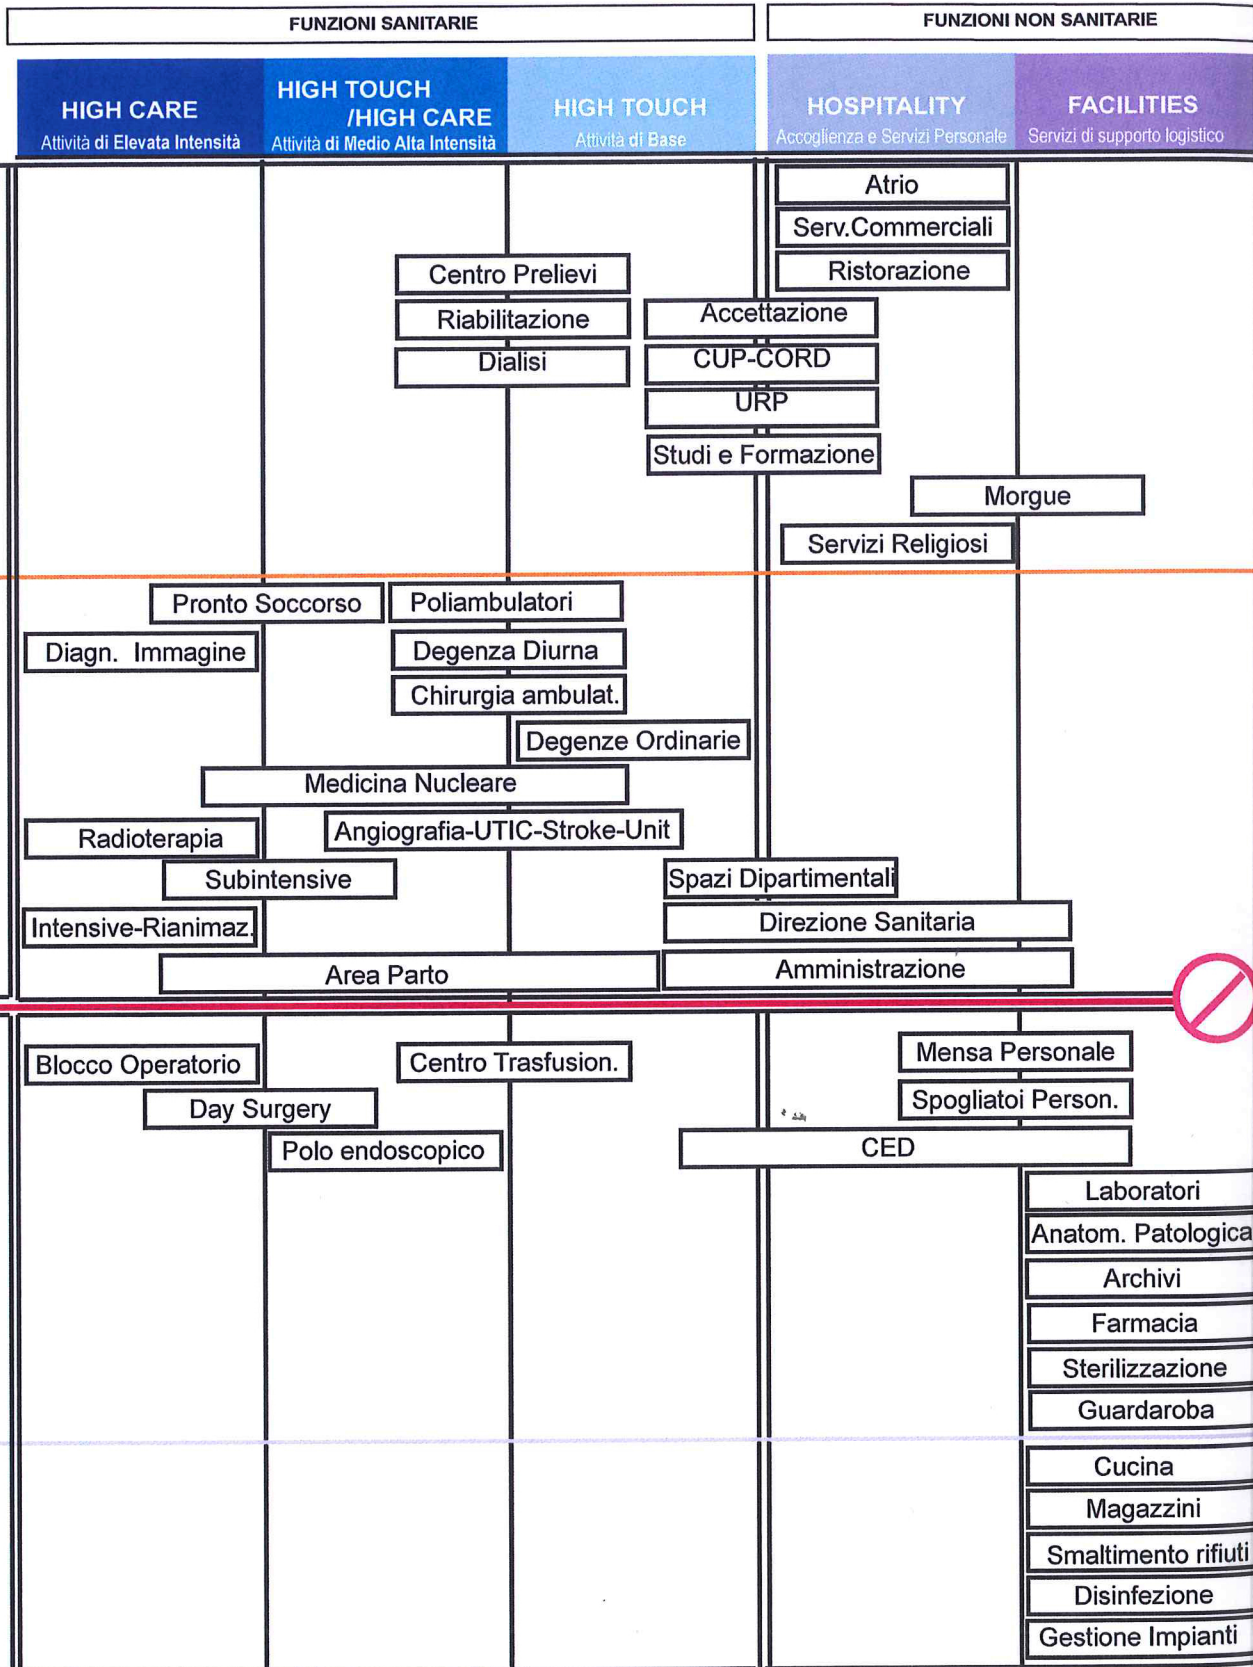 FUNZIONI SANITARIE
FUNZIONI NON SANITARIE
HIGH CARE
Attività di Elevata Intensità
HIGH TOUCH
/HIGH CARE
Attività di Medio Alta Intensità
HIGH TOUCH
Attività di Base
HOSPITALITY
Accoglienza e Servizi Personale
FACILITIES
Servizi di supporto logistico
Atrio
Serv.Commerciali
Centro Prelievi
Ristorazione
Riabilitazione
Accettazione
Dialisi
CUP-CORD
URP
Studi e Formazione
Morgue
Servizi Religiosi
Pronto Soccorso
Poliambulatori
Diagn. Immagine
Degenza Diurna
Chirurgia ambulat.
Degenze Ordinarie
Medicina Nucleare
Radioterapia
Angiografia-UTIC-Stroke-Unit
Subintensive
Spazi Dipartimentali
Intensive-Rianimaz.
Direzione Sanitaria
Area Parto
Amministrazione
Blocco Operatorio
Centro Trasfusion.
Mensa Personale
Day Surgery
Spogliatoi Person.
Polo endoscopico
CED
Laboratori
Anatom. Patologica
Archivi
Farmacia
Sterilizzazione
Guardaroba
Cucina
Magazzini
Smaltimento rifiuti
Disinfezione
Gestione Impianti